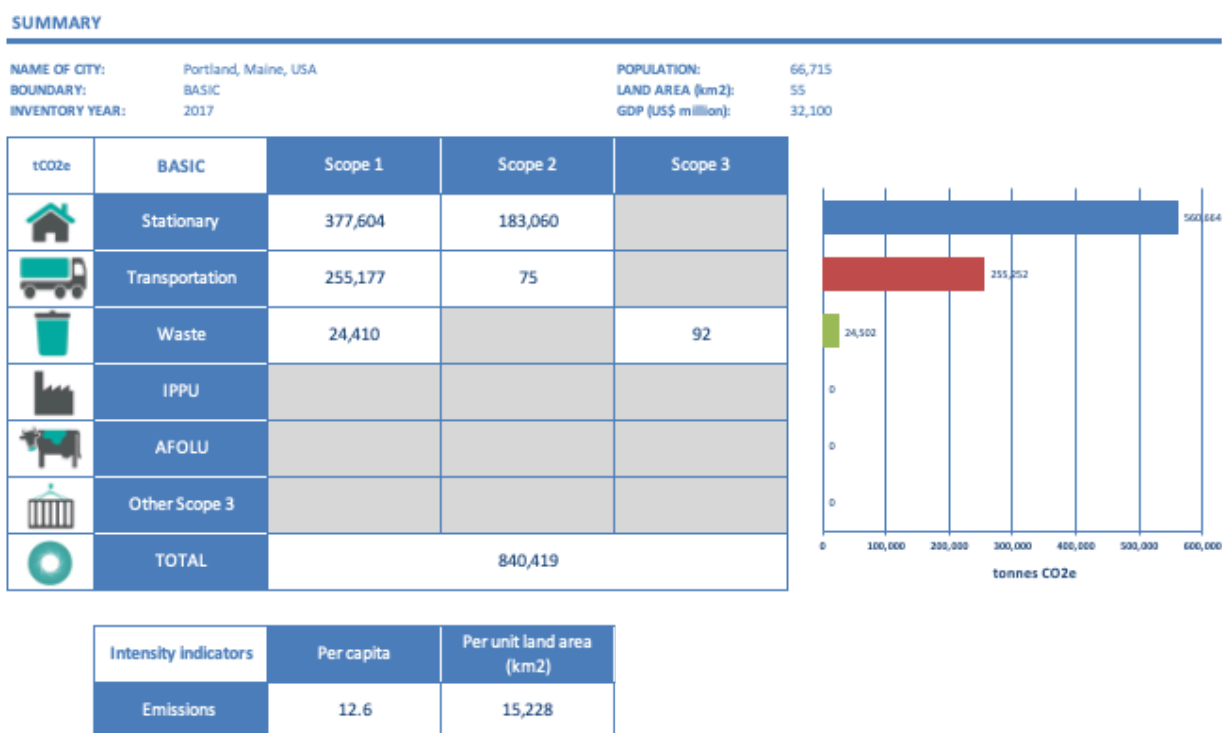 SUMMARY
NAME OF CITY: Portland, Maine, USA POPULATION: 66,715
BOUNDARY: BASIC LAND AREA (km2): 55
INVENTORY YEAR: 2017 GDP (US$ million): 32,100
tCO2e BASIC Scope 1 Scope 2 Scope 3
Stationary 377,604 183,060
560,664
Transportation 255,177 75
255,252
Waste 24,410 92
24,502
IPPU
0
AFOLU
0
Other Scope 3
0
TOTAL 840,419
0 100,000 200,000 300,000 400,000 500,000 600,000
tonnes CO2e
Intensity indicators Per capita Per unit land area
(km2)
Emissions 12.6 15,228